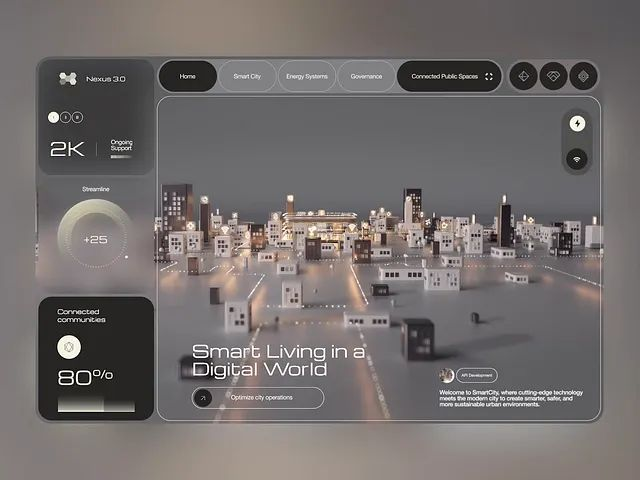 Nexus 3.0
2K
Ongoing
Support
Streamline
+25
Connected
communities
80%
Home
Smart City
Energy Systems
Governance
Connected Public Spaces
Smart Living in a
Digital World
Optimize city operations
API Development
Welcome to SmartCity, where cutting-edge technology
meets the modern city to create smarter, safer, and
more sustainable urban environments.